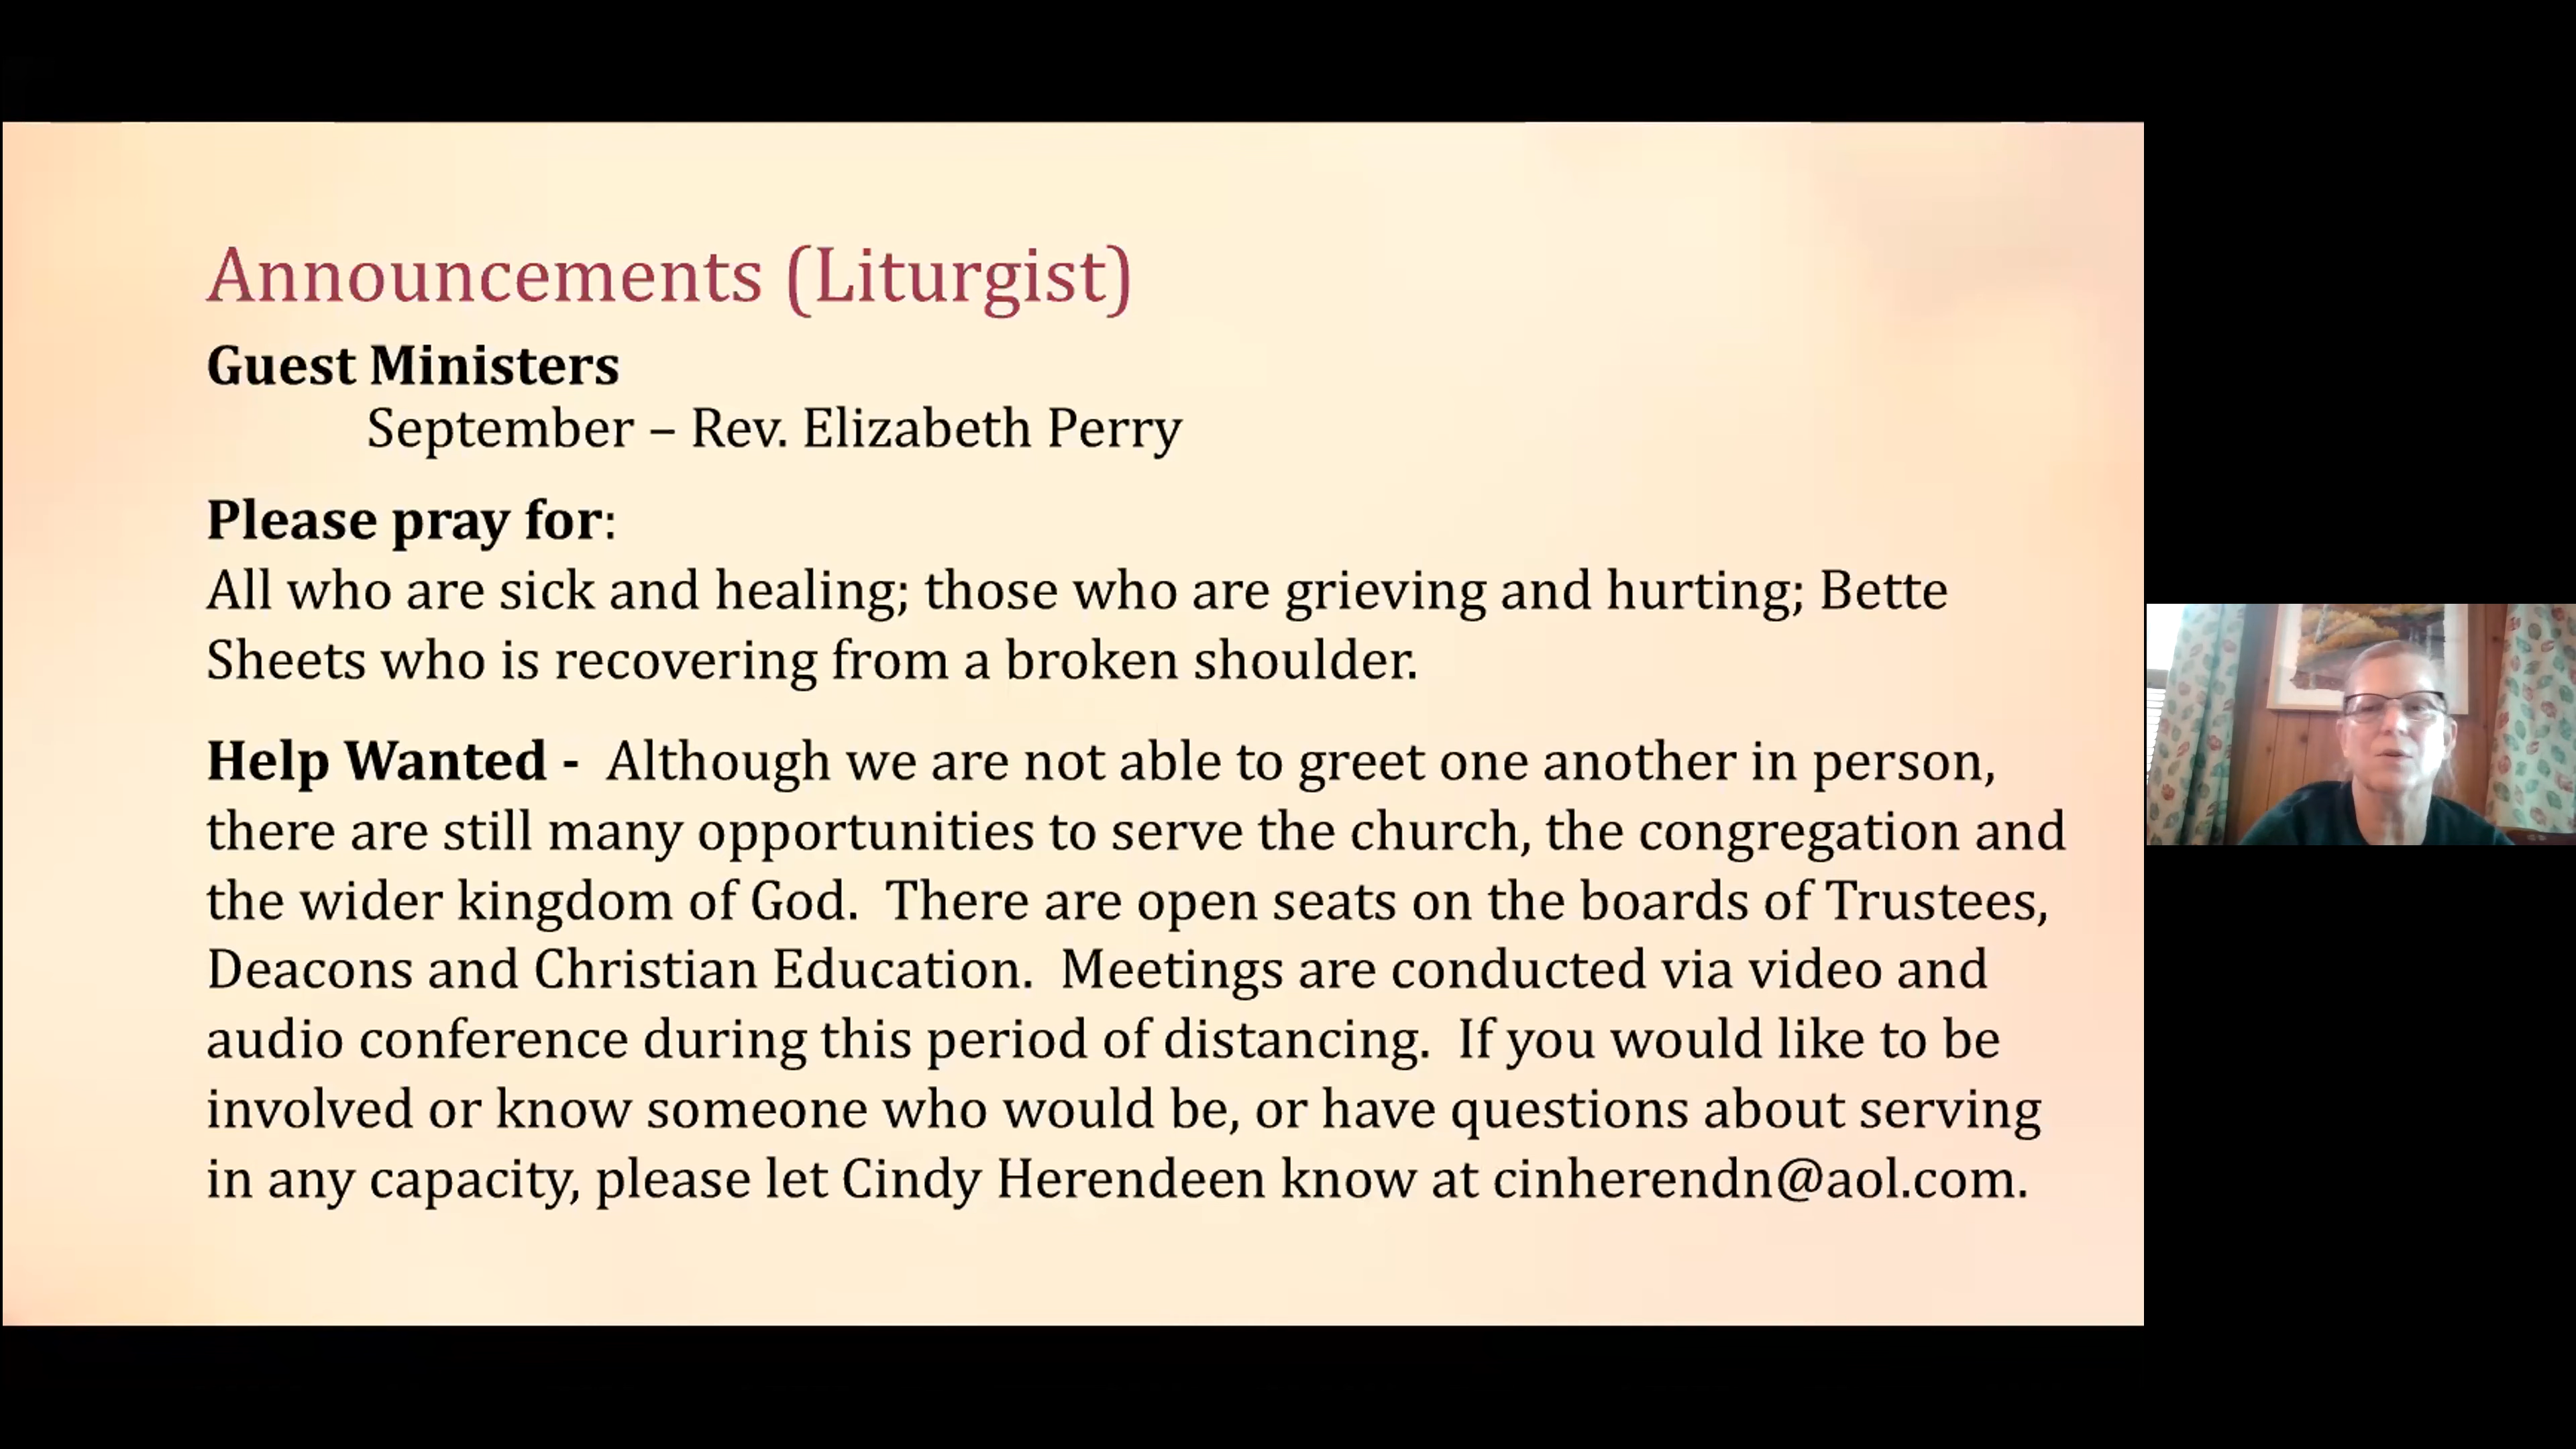 Announcements (Liturgist)
Guest Ministers
September – Rev. Elizabeth Perry
Please pray for:
All who are sick and healing; those who are grieving and hurting; Bette
Sheets who is recovering from a broken shoulder.
Help Wanted -  Although we are not able to greet one another in person,
there are still many opportunities to serve the church, the congregation and
the wider kingdom of God.  There are open seats on the boards of Trustees,
Deacons and Christian Education.  Meetings are conducted via video and
audio conference during this period of distancing.  If you would like to be
involved or know someone who would be, or have questions about serving
in any capacity, please let Cindy Herendeen know at cinherendn@aol.com.